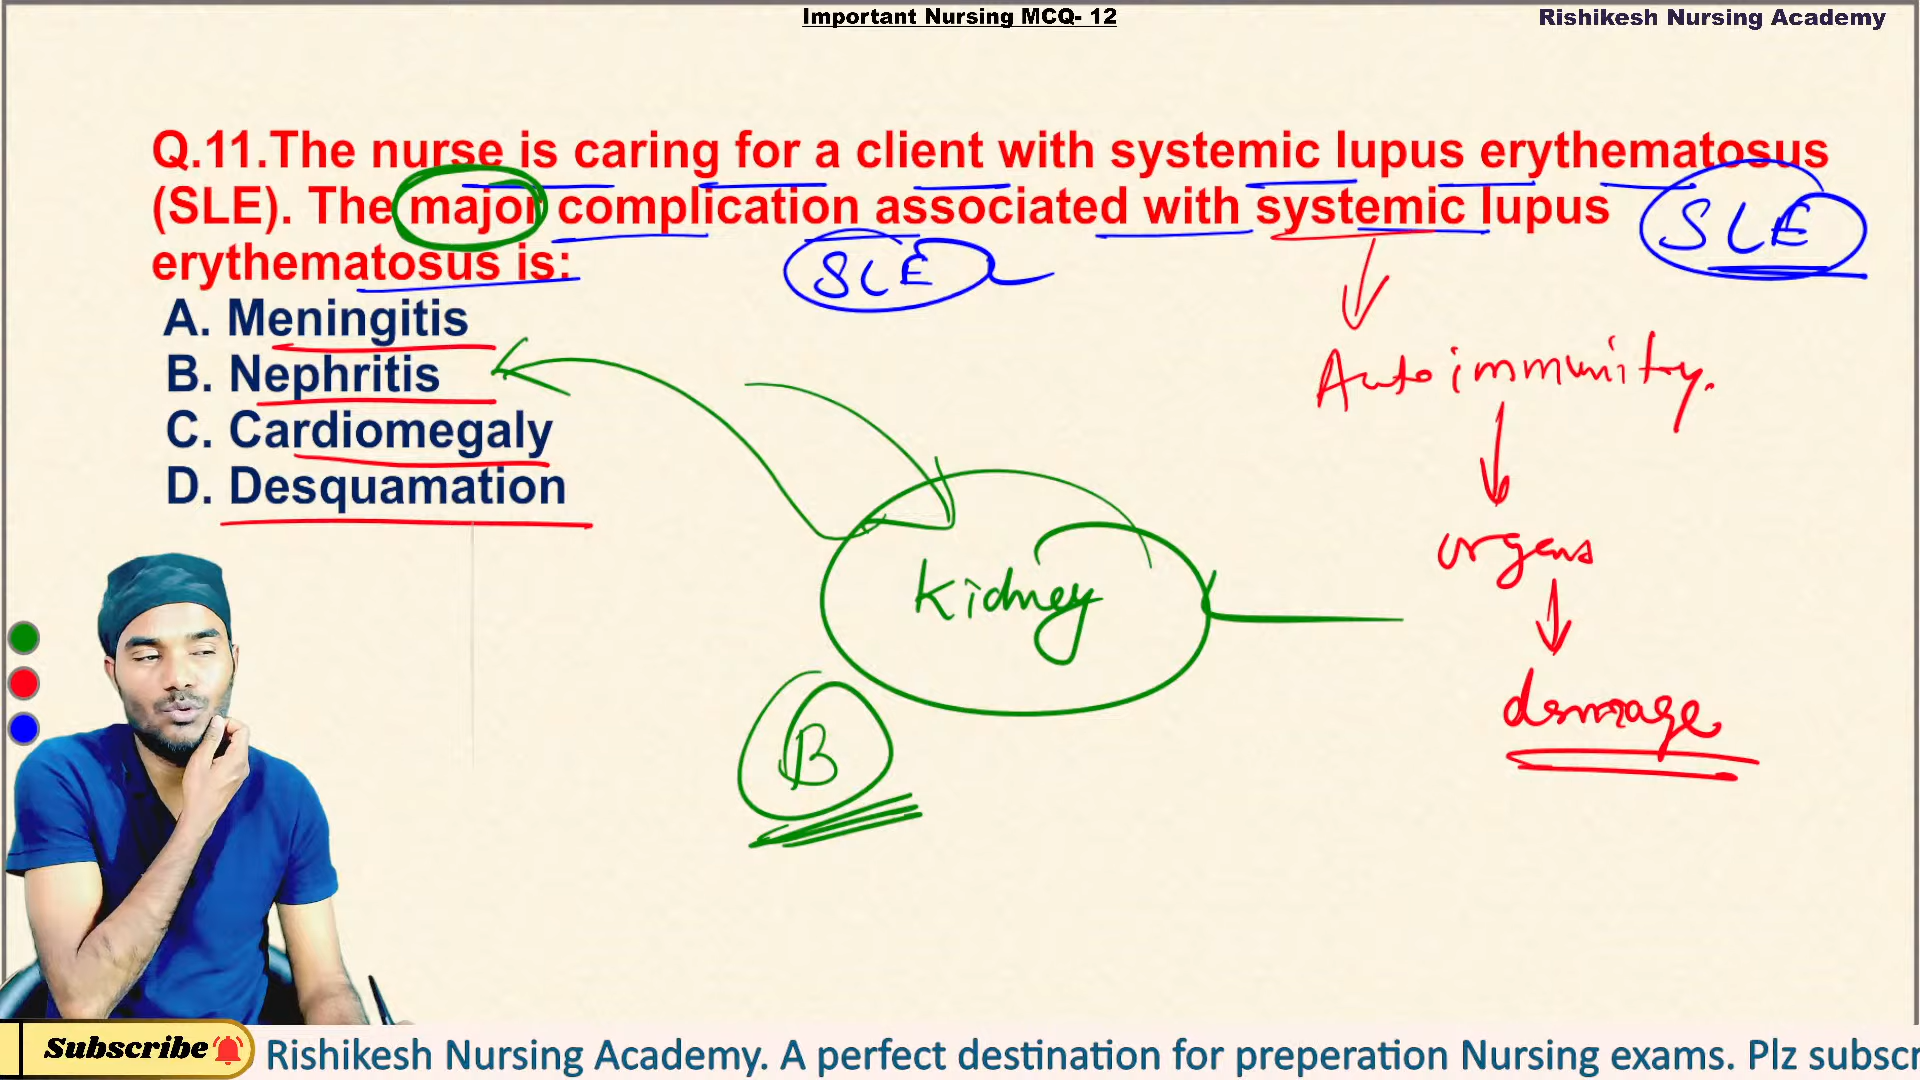 Important Nursing MCQ- 12
Rishikesh Nursing Academy
Q.11.The nurse is caring for a client with systemic lupus erythematosus
(SLE). The major complication associated with systemic lupus
erythematosus is:
SLE
SLE
A. Meningitis
B. Nephritis
C. Cardiomegaly
D. Desquamation
Autoimmunity.
organs
damage
Kidney
B
Subscribe
Rishikesh Nursing Academy. A perfect destination for preperation Nursing exams. Plz subscr